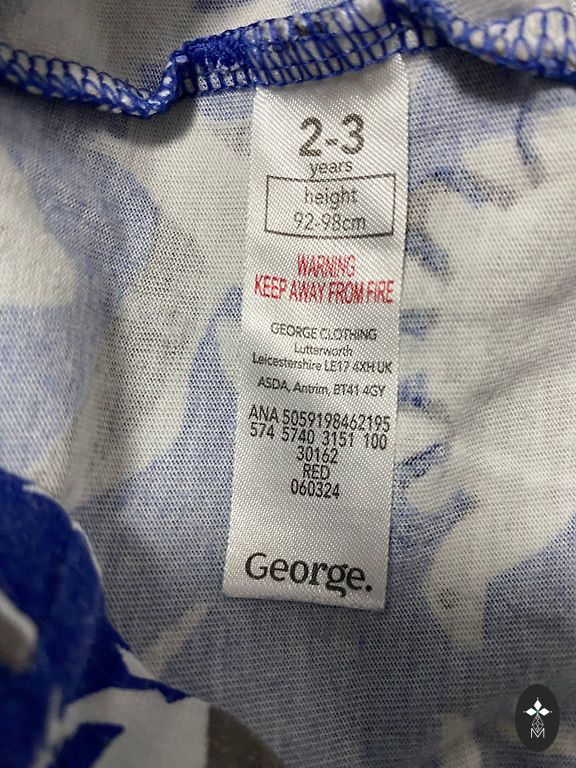 2-3
years
height
92-98cm
WARNING
KEEP AWAY FROM FIRE
GEORGE CLOTHING
Lutterworth
Leicestershire LE17 4XH UK
ASDA, Antrim, BT41 4GY
ANA 5059198462195
574 5740 3151 100
30162
RED
060324
George.
M